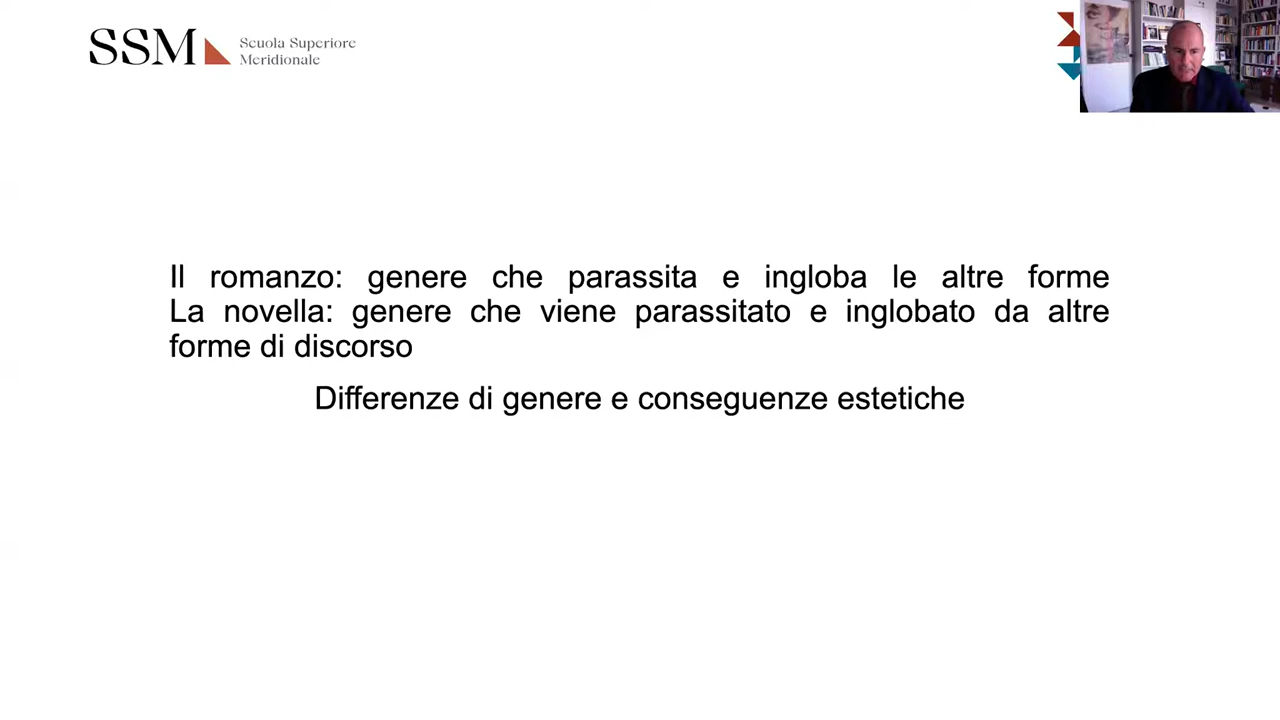 SSM
Scuola Superiore
Meridionale
Il romanzo: genere che parassita e ingloba le altre forme
La novella: genere che viene parassitato e inglobato da altre
forme di discorso
Differenze di genere e conseguenze estetiche